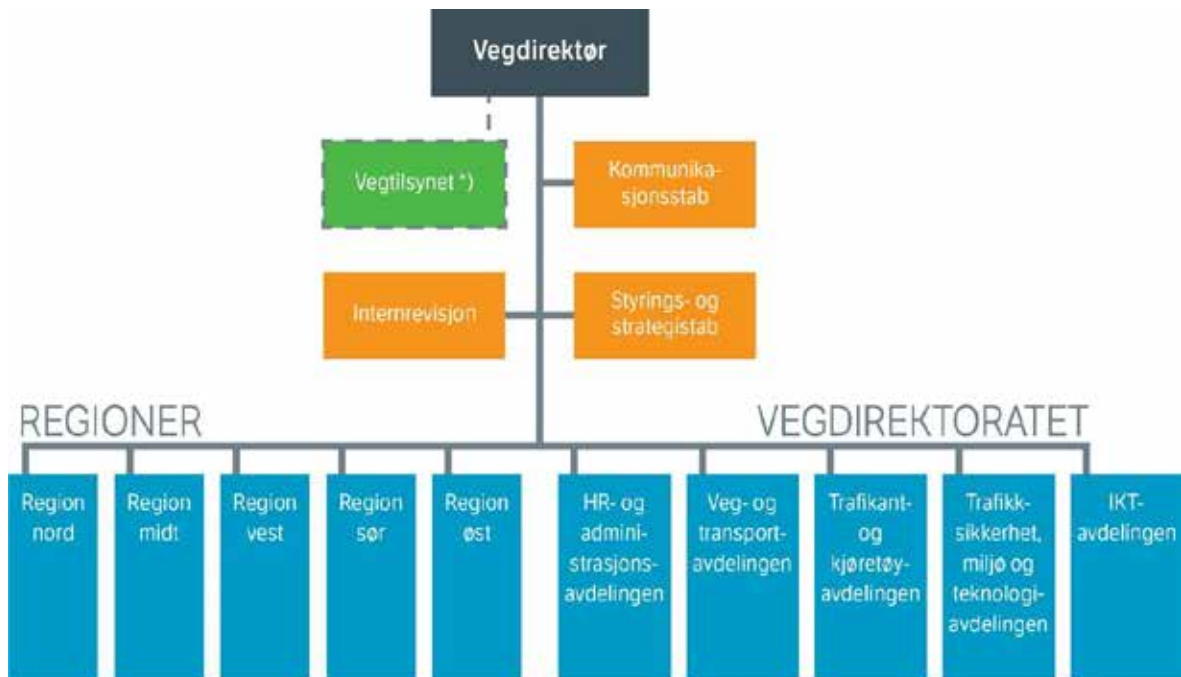 Vegdirektør
Vegtilsynet *)
Kommunika-
sjonsstab
Internrevisjon
Styrings- og
strategistab
REGIONER
VEGDIREKTORATET
Region
nord
Region
midt
Region
vest
Region
sør
Region
øst
HR- og
admini-
strasjons-
avdelingen
Veg- og
transport-
avdelingen
Trafikant-
og
kjøretøy-
avdelingen
Trafikk-
sikkerhet,
miljø og
teknologi-
avdelingen
IKT-
avdelingen